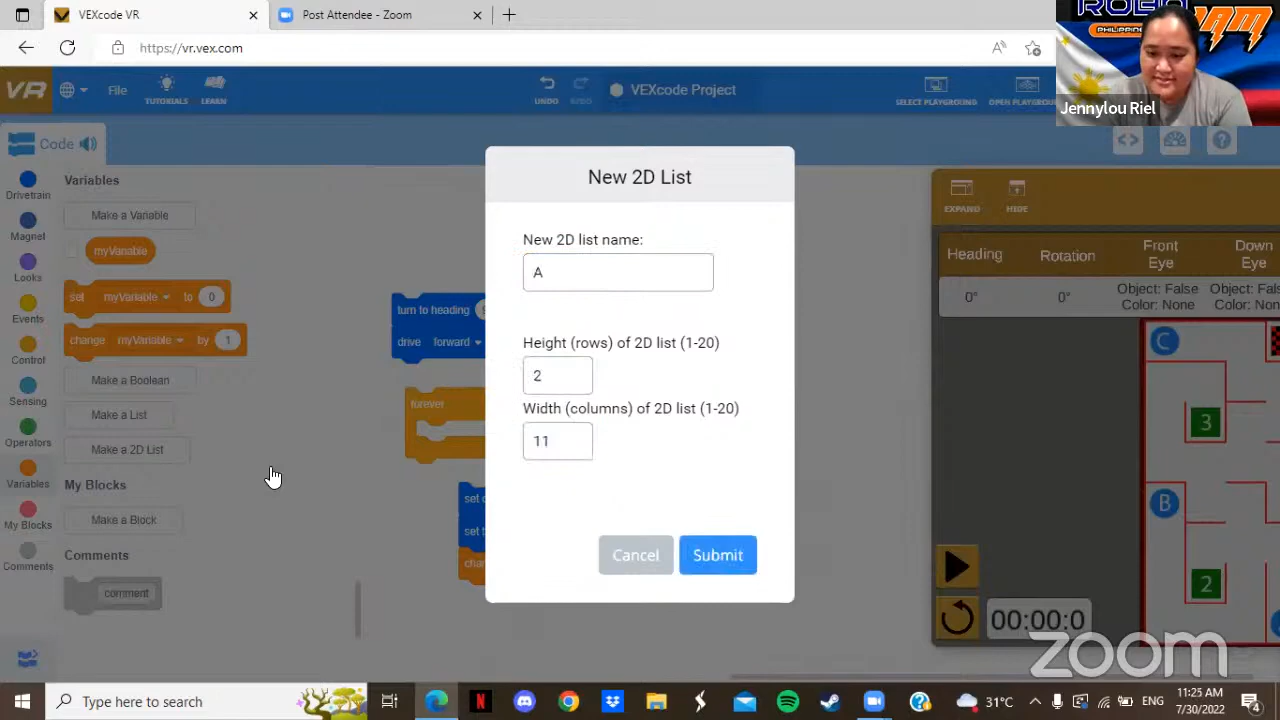 VEXcode VR
Post Attendee - Zoom
https://vr.vex.com
ROBO
PHILIPPINE
Jennylou Riel
VR
File
TUTORIALS
LEARN
UNDO
REDO
VEXcode Project
SELECT PLAYGROUND
Code
Drivetrain
Magnet
Looks
Events
Control
Sensing
Operators
Variables
My Blocks
Comments
Variables
Make a Variable
myVariable
set myVariable to 0
change myVariable by 1
Make a Boolean
Make a List
Make a 2D List
My Blocks
Make a Block
Comments
comment
turn to heading
drive forward
forever
New 2D List
New 2D list name:
A
Height (rows) of 2D list (1-20)
2
Width (columns) of 2D list (1-20)
11
Cancel
Submit
EXPAND
HIDE
Heading
Rotation
Front Eye
Down Eye
0°
0°
Object: False
Color: None
Color: None
C
3
B
2
00:00:0
zoom
Type here to search
31°C
ENG
11:25 AM
7/30/2022
4